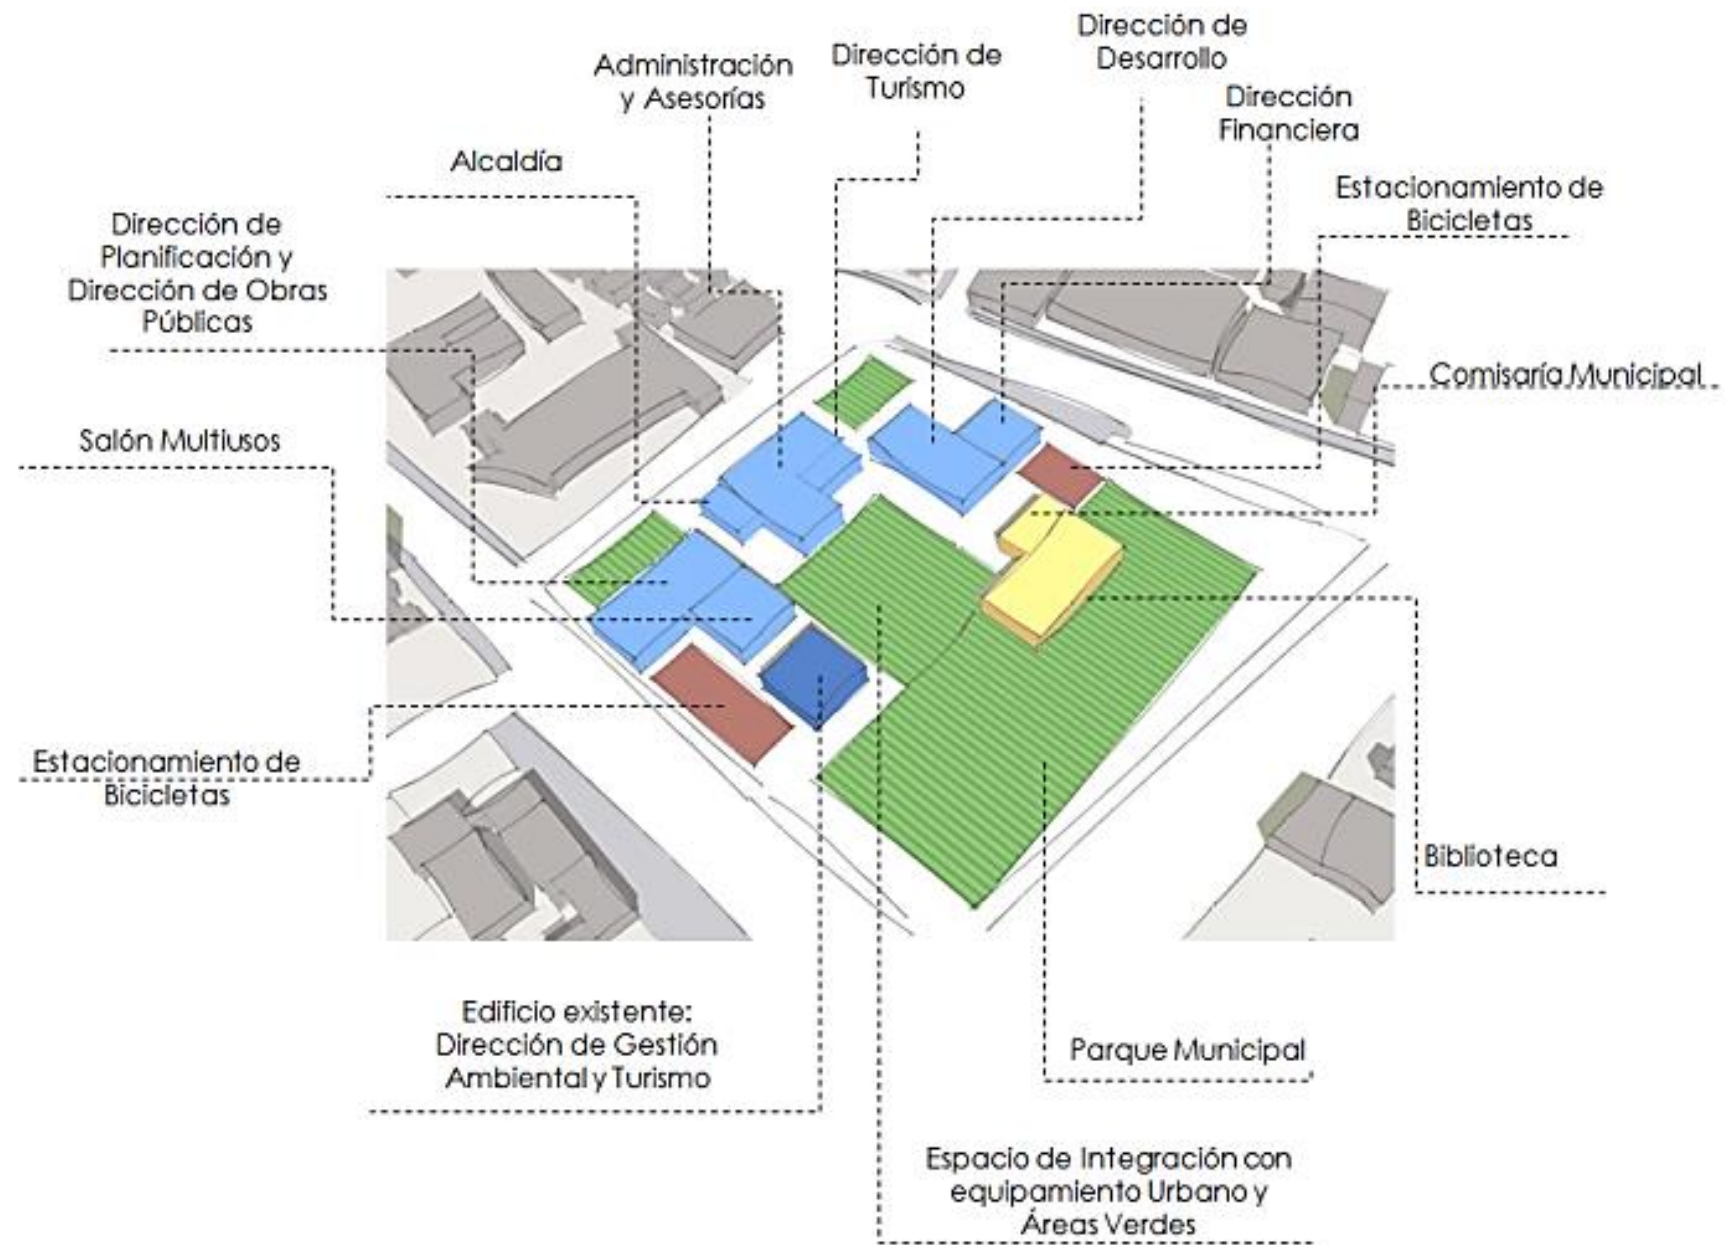 Dirección de
Desarrollo
Dirección de
Turismo
Administración
y Asesorías
Dirección
Financiera
Alcaldía
Estacionamiento de
Bicicletas
Dirección de
Planificación y
Dirección de Obras
Públicas
Comisaría Municipal
Salón Multiusos
Estacionamiento de
Bicicletas
Biblioteca
Edificio existente:
Dirección de Gestión
Ambiental y Turismo
Parque Municipal
Espacio de Integración con
equipamiento Urbano y
Áreas Verdes